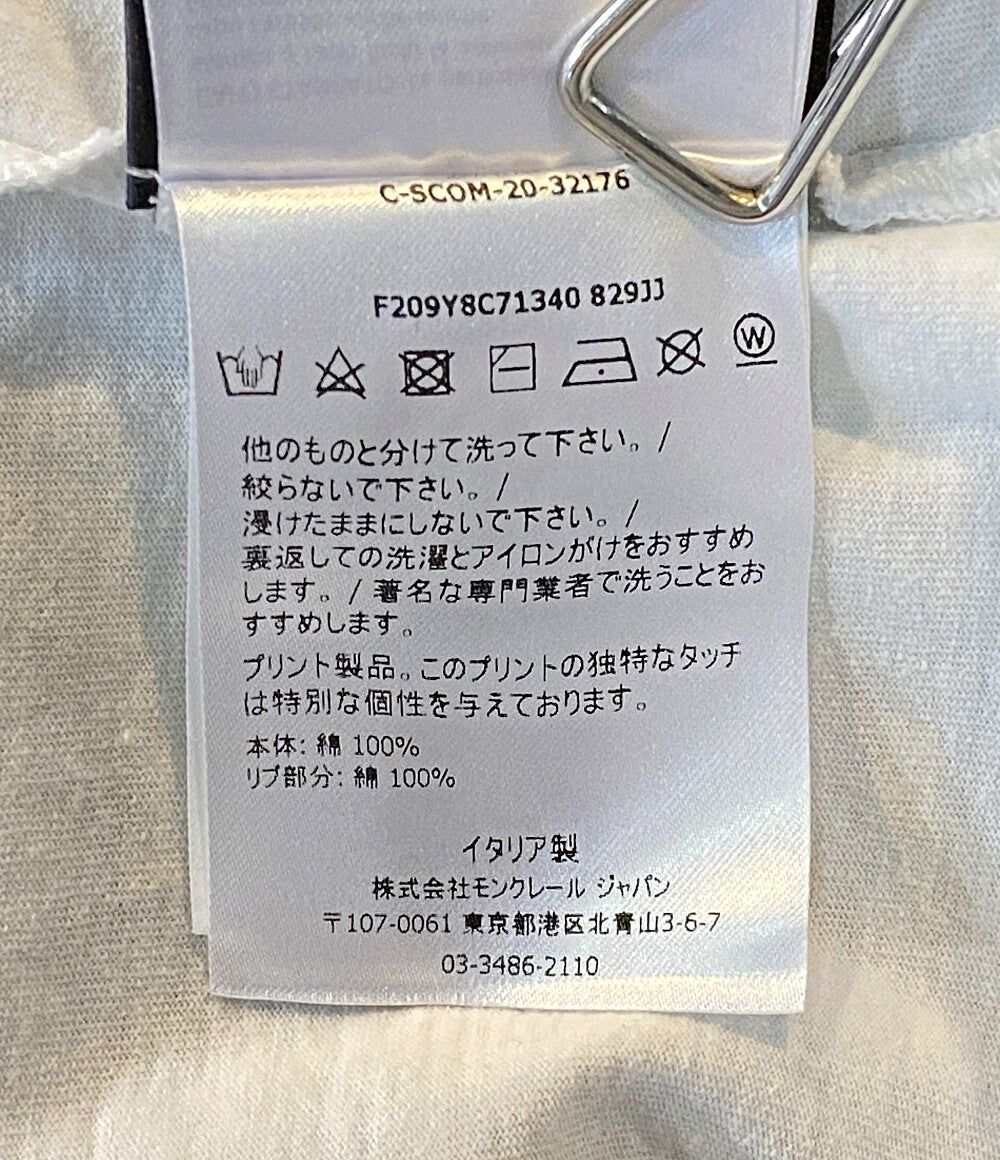 C-SCOM-20-32176
F209Y8C71340 829JJ
W
他のものと分けて洗って下さい。/
絞らないで下さい。/
浸けたままにしないで下さい。/
裏返しての洗濯とアイロンがけをおすすめ
します。/ 著名な専門業者で洗うことをお
すすめします。
プリント製品。このプリントの独特なタッチ
は特別な個性を与えております。
本体: 綿 100%
リブ部分: 綿 100%
イタリア製
株式会社モンクレール ジャパン
〒107-0061 東京都港区北青山3-6-7
03-3486-2110